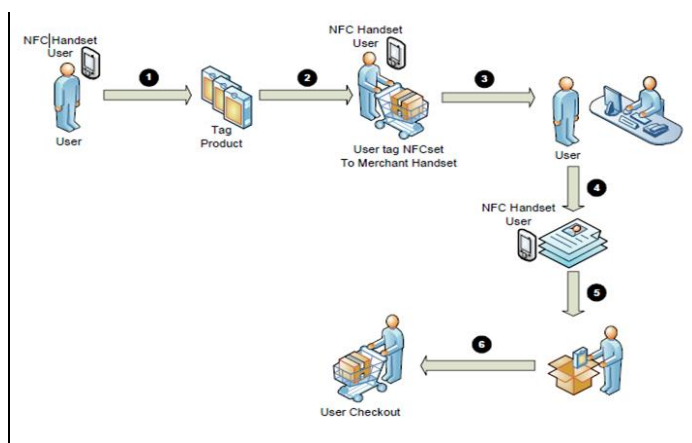 NFC Handset
User
User
1
Tag
Product
2
NFC Handset
User
User tag NFCset
To Merchant Handset
3
User
4
NFC Handset
User
5
6
User Checkout